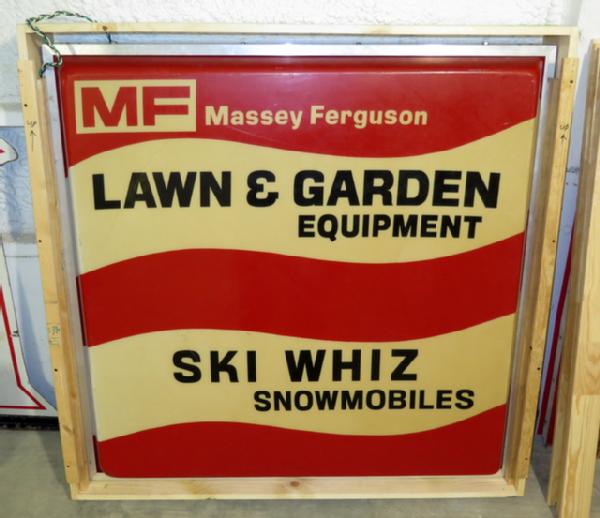 MF Massey Ferguson
LAWN & GARDEN
EQUIPMENT
SKI WHIZ
SNOWMOBILES